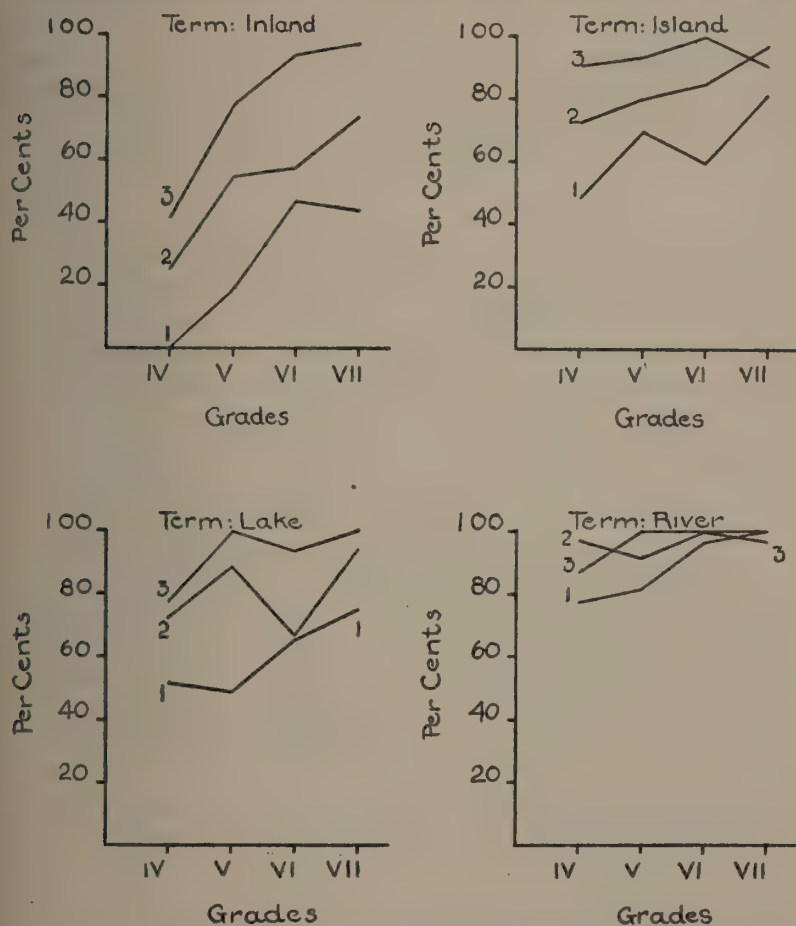 Term: Inland
100
80
60
40
20
Per Cents
3
2
1
IV V VI VII
Grades
Term: Island
100
80
60
40
20
Per Cents
3
2
1
IV V VI VII
Grades
Term: Lake
100
80
60
40
20
Per Cents
3
2
1
1
IV V VI VII
Grades
Term: River
100
80
60
40
20
Per Cents
2
3
1
3
IV V VI VII
Grades